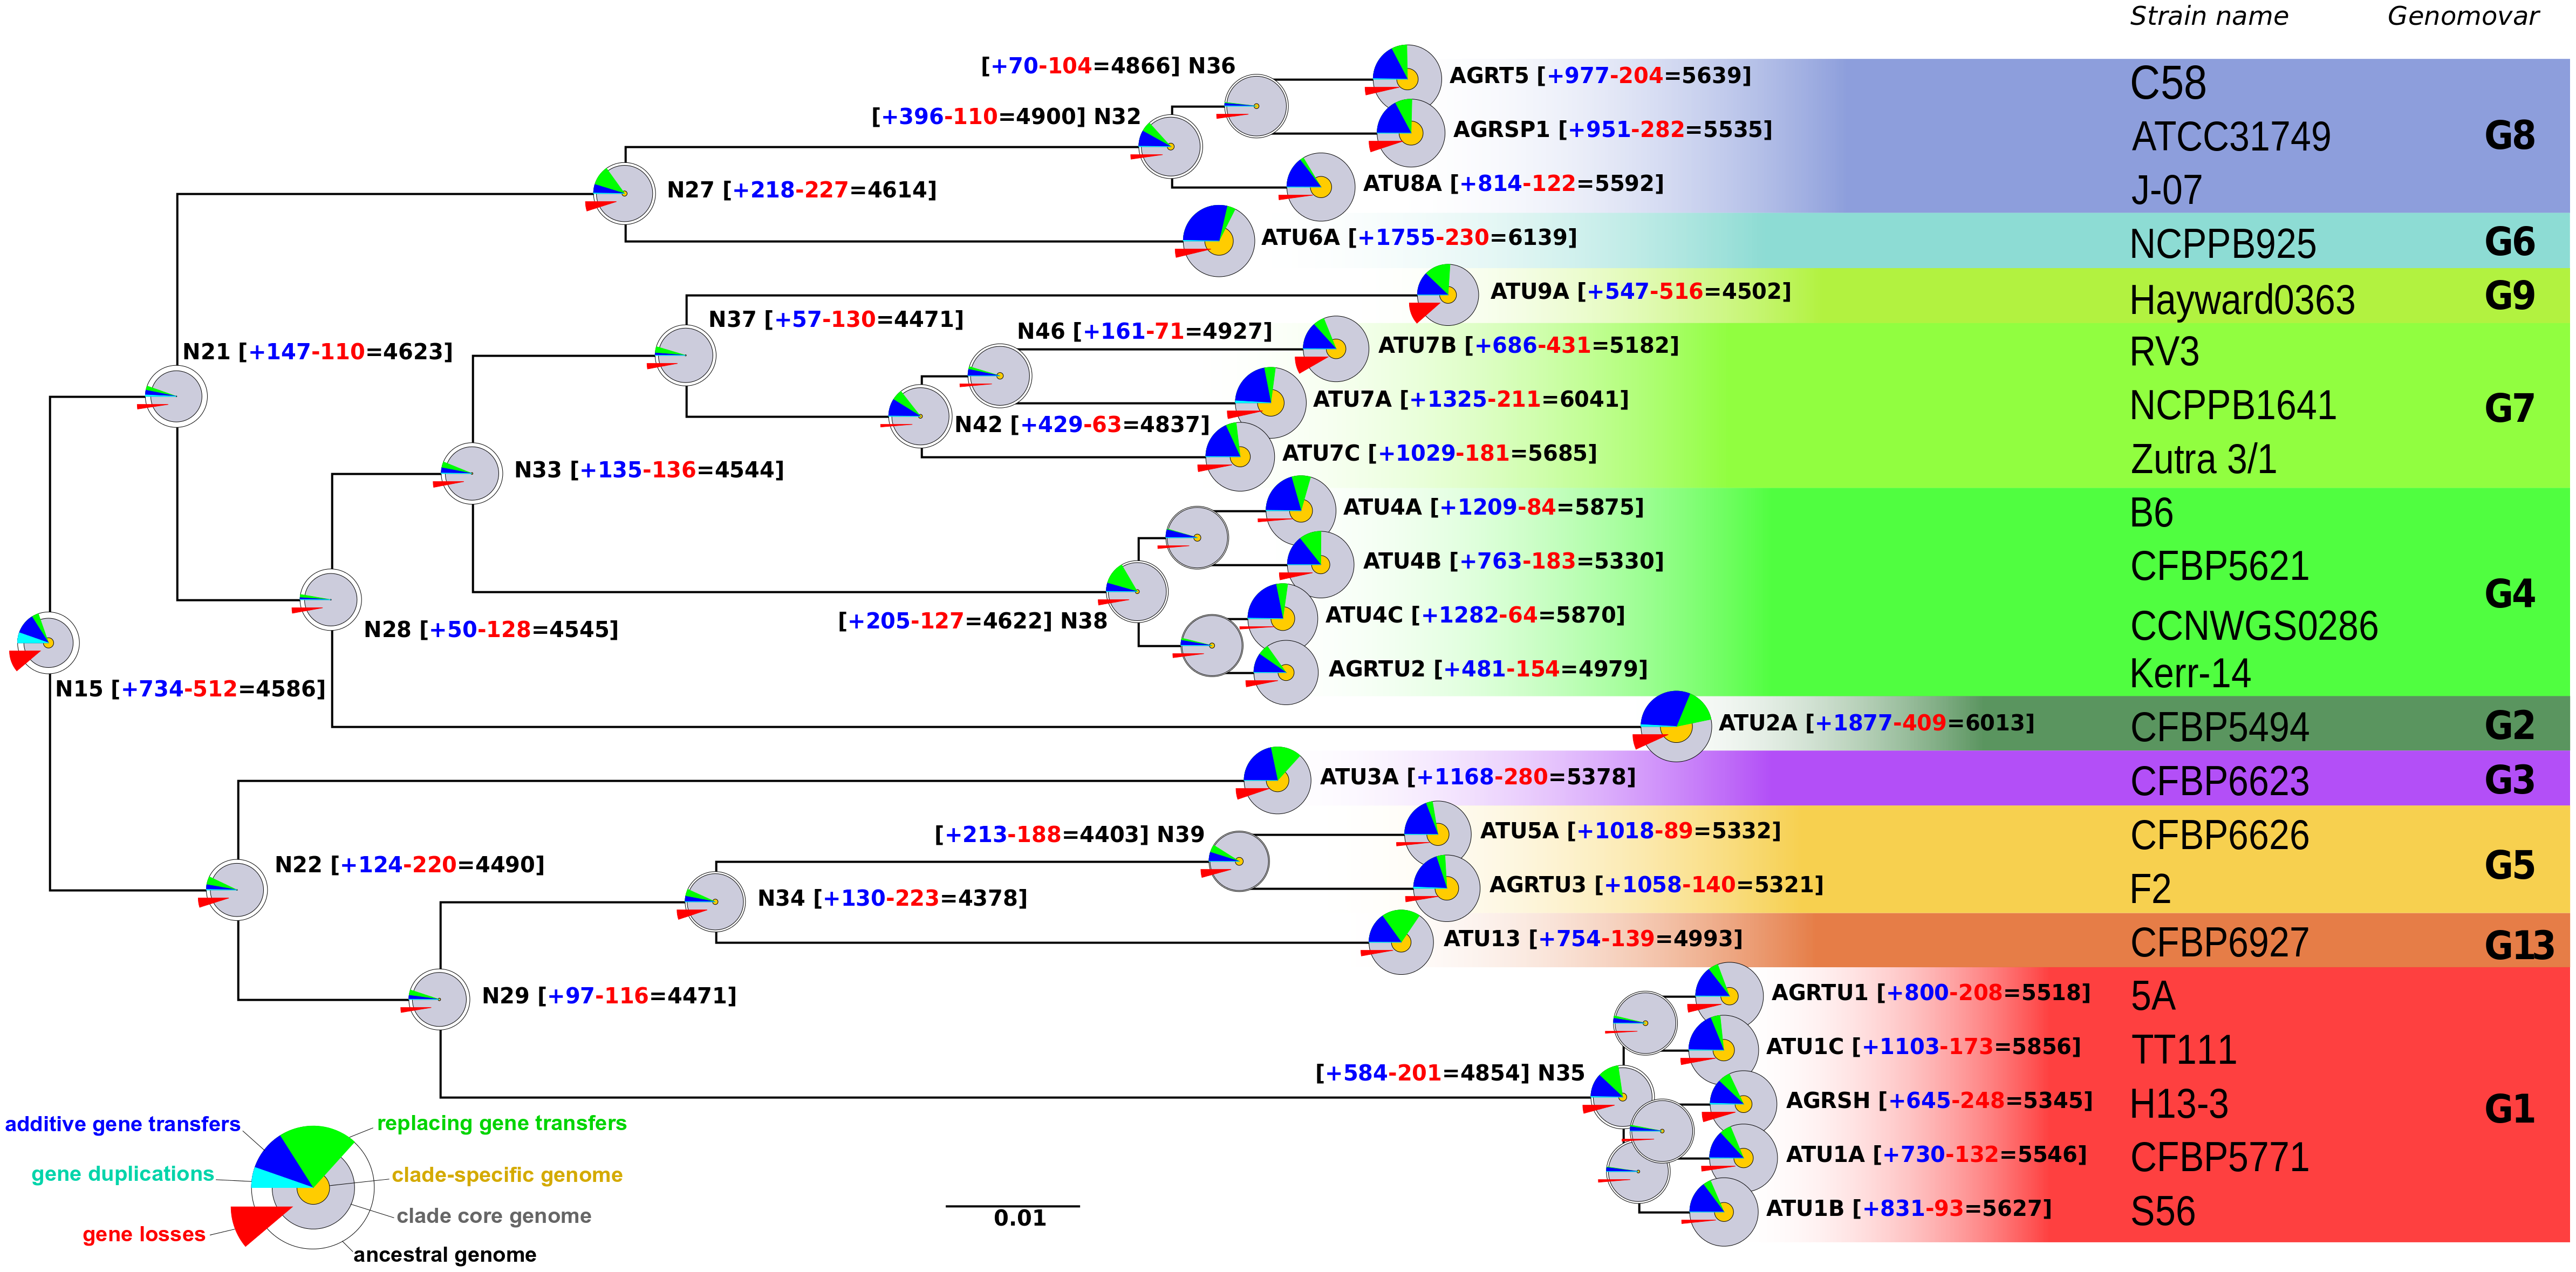 Strain name Genomovar
[+70-104=4866] N36
AGRT5 [+977-204=5639] C58
[+396-110=4900] N32
AGRSP1 [+951-282=5535] ATCC31749 G8
N27 [+218-227=4614]
ATU8A [+814-122=5592] J-07
ATU6A [+1755-230=6139] NCPPB925 G6
ATU9A [+547-516=4502] Hayward0363 G9
N37 [+57-130=4471]
N46 [+161-71=4927]
ATU7B [+686-431=5182] RV3
N21 [+147-110=4623]
ATU7A [+1325-211=6041] NCPPB1641 G7
N42 [+429-63=4837]
ATU7C [+1029-181=5685] Zutra 3/1
N33 [+135-136=4544]
ATU4A [+1209-84=5875] B6
ATU4B [+763-183=5330] CFBP5621
G4
ATU4C [+1282-64=5870] CCNWGS0286
[+205-127=4622] N38
N28 [+50-128=4545]
AGRTU2 [+481-154=4979] Kerr-14
N15 [+734-512=4586]
ATU2A [+1877-409=6013] CFBP5494 G2
ATU3A [+1168-280=5378] CFBP6623 G3
[+213-188=4403] N39
ATU5A [+1018-89=5332] CFBP6626
N22 [+124-220=4490]
G5
AGRTU3 [+1058-140=5321] F2
N34 [+130-223=4378]
ATU13 [+754-139=4993] CFBP6927 G13
N29 [+97-116=4471]
AGRTU1 [+800-208=5518] 5A
ATU1C [+1103-173=5856] TT111
[+584-201=4854] N35
AGRSH [+645-248=5345] H13-3 G1
ATU1A [+730-132=5546] CFBP5771
ATU1B [+831-93=5627] S56
additive gene transfers replacing gene transfers
gene duplications clade-specific genome
clade core genome
gene losses
ancestral genome
0.01